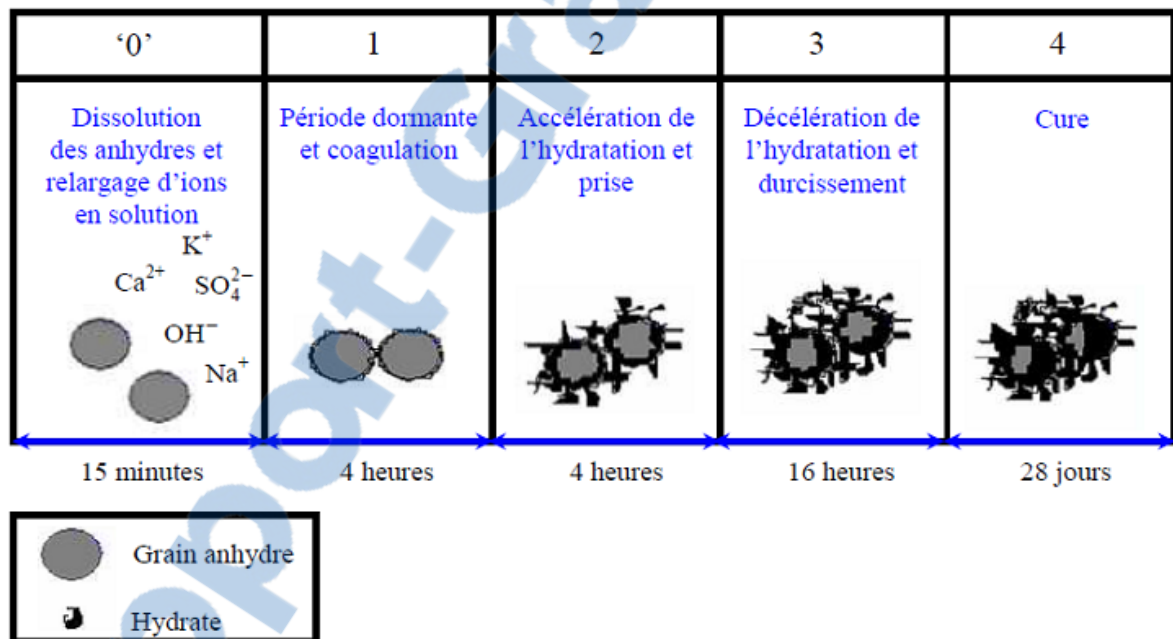 ‘0’
1
2
3
4
Dissolution
des anhydres et
relargage d’ions
en solution
Période dormante
et coagulation
Accélération de
l’hydratation et
prise
Décélération de
l’hydratation et
durcissement
Cure
K⁺
Ca²⁺ SO₄²⁻
OH⁻
Na⁺
15 minutes
4 heures
4 heures
16 heures
28 jours
Grain anhydre
Hydrate